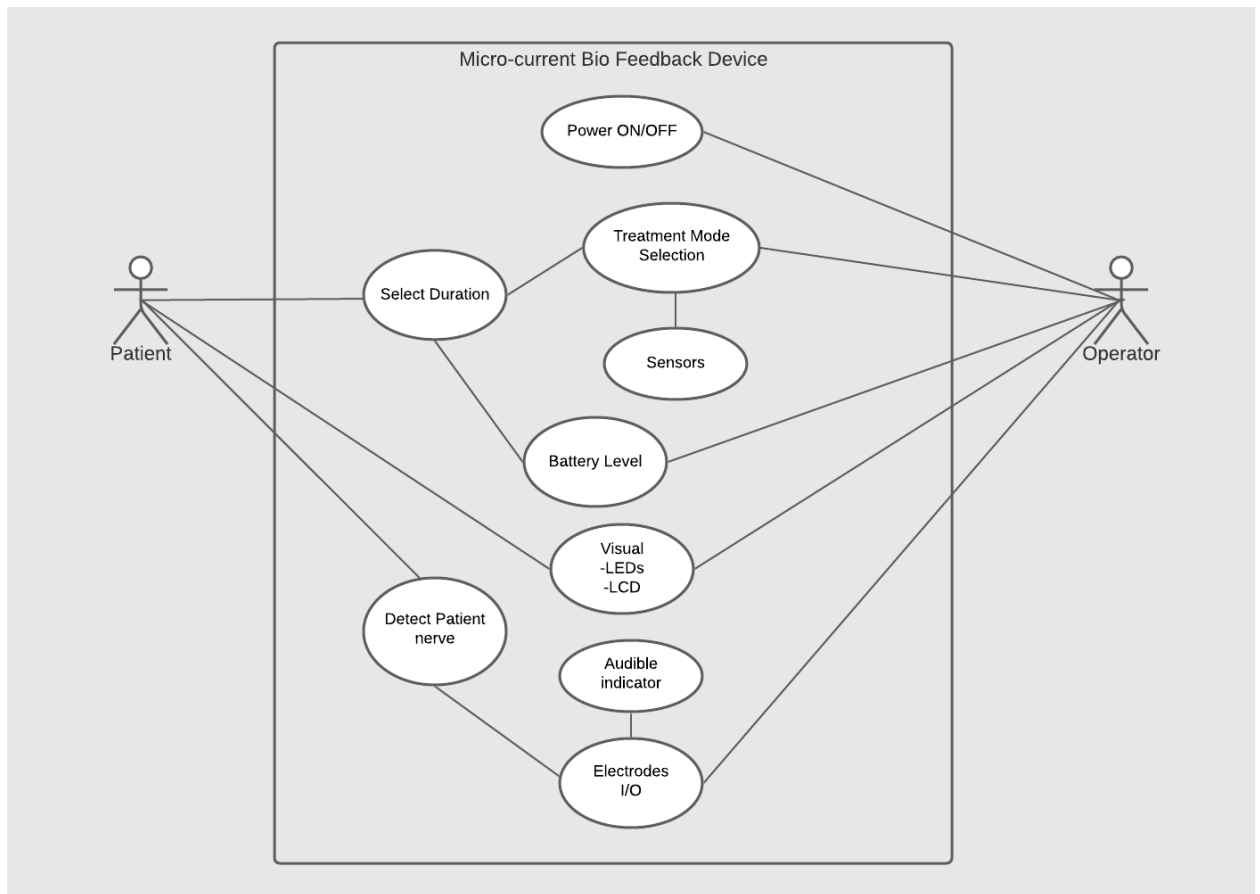 Micro-current Bio Feedback Device
Power ON/OFF
Treatment Mode
Selection
Select Duration
Sensors
Patient
Operator
Battery Level
Visual
-LEDs
-LCD
Detect Patient
nerve
Audible
indicator
Electrodes
I/O